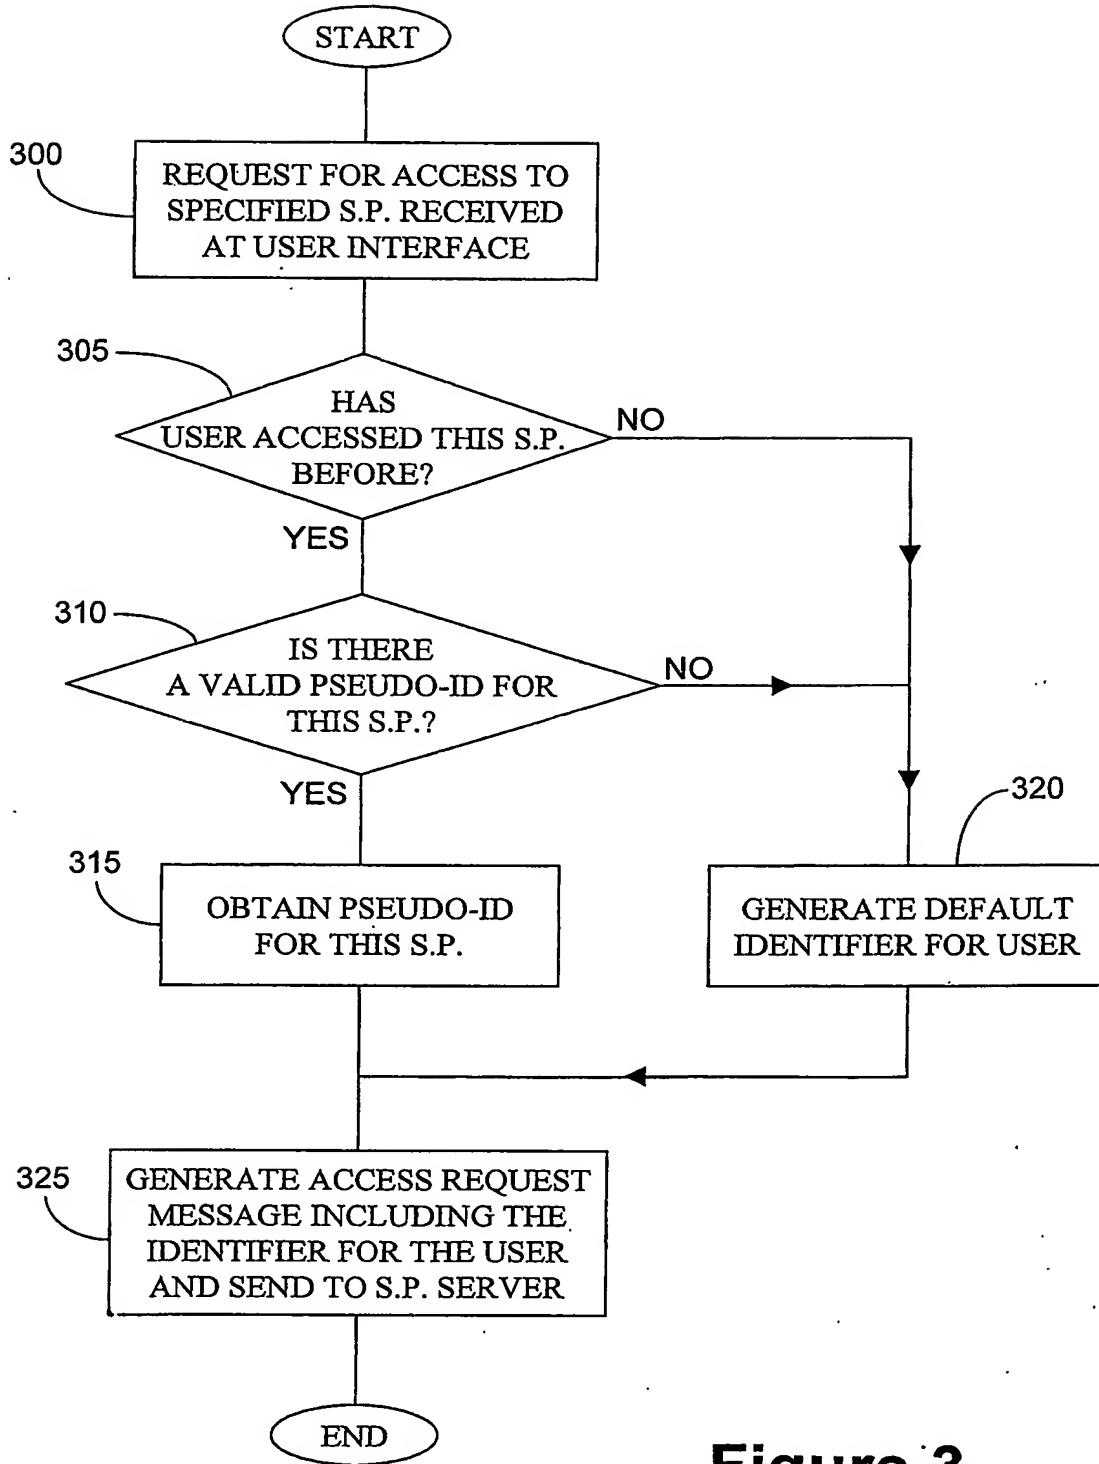 START
300
REQUEST FOR ACCESS TO
SPECIFIED S.P. RECEIVED
AT USER INTERFACE
305
HAS
USER ACCESSED THIS S.P.
BEFORE?
NO
YES
310
IS THERE
A VALID PSEUDO-ID FOR
THIS S.P.?
NO
YES
315
OBTAIN PSEUDO-ID
FOR THIS S.P.
320
GENERATE DEFAULT
IDENTIFIER FOR USER
325
GENERATE ACCESS REQUEST
MESSAGE INCLUDING THE
IDENTIFIER FOR THE USER
AND SEND TO S.P. SERVER
END
Figure 3